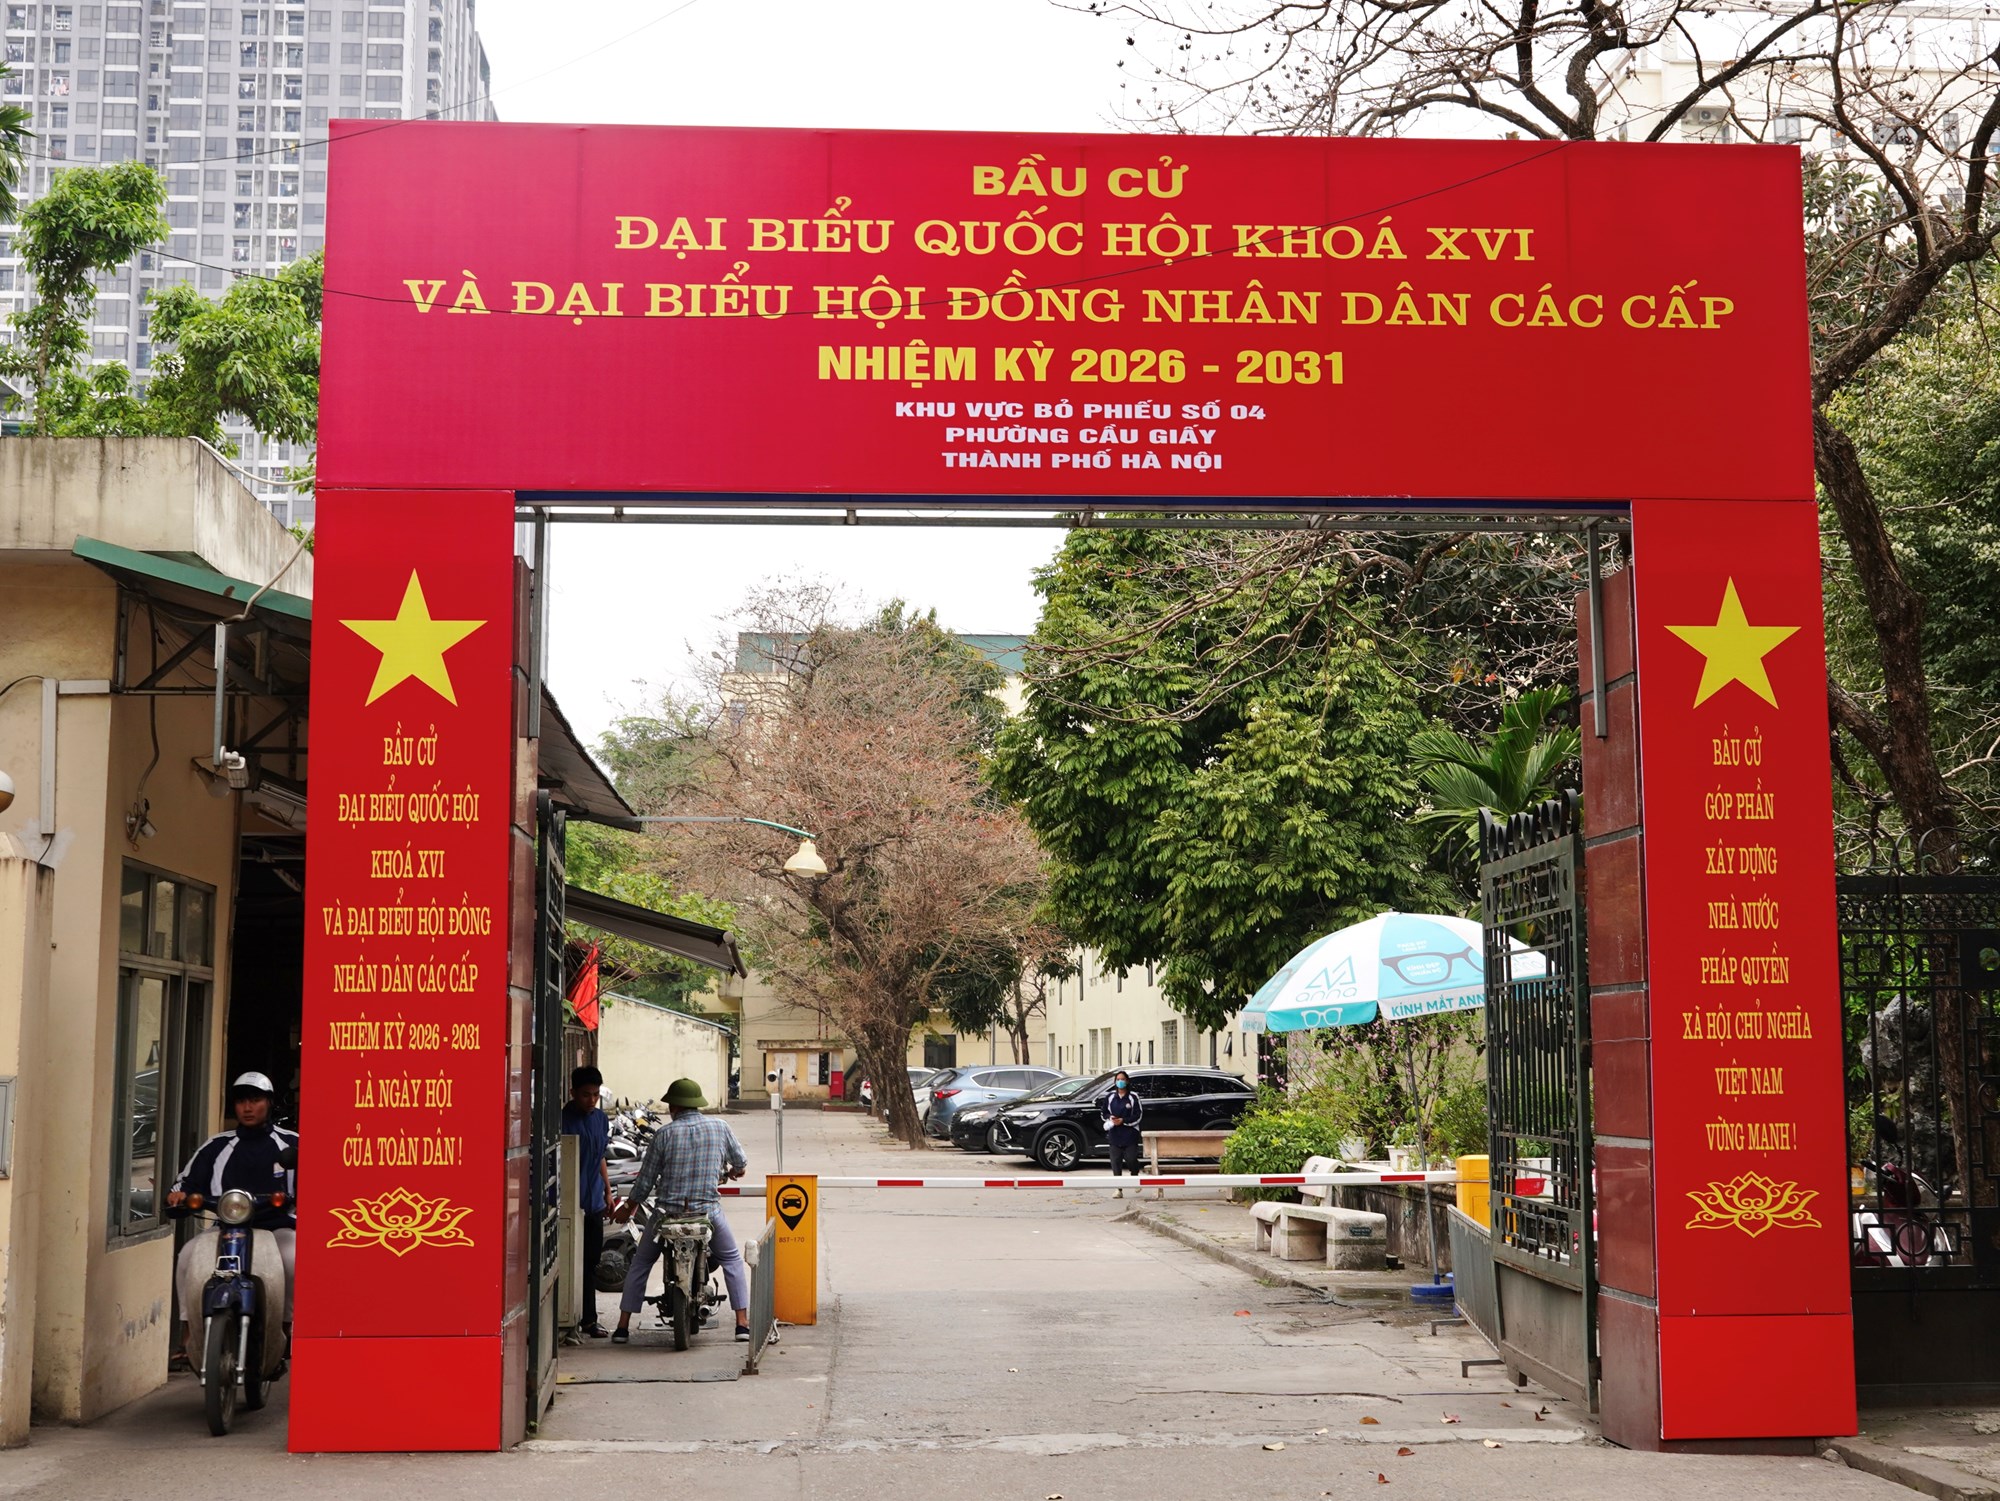 BẦU CỬ
ĐẠI BIỂU QUỐC HỘI KHOÁ XVI
VÀ ĐẠI BIỂU HỘI ĐỒNG NHÂN DÂN CÁC CẤP
NHIỆM KỲ 2026 - 2031
KHU VỰC BỎ PHIẾU SỐ 04
PHƯỜNG CẦU GIẤY
THÀNH PHỐ HÀ NỘI
BẦU CỬ
ĐẠI BIỂU QUỐC HỘI
KHOÁ XVI
VÀ ĐẠI BIỂU HỘI ĐỒNG
NHÂN DÂN CÁC CẤP
NHIỆM KỲ 2026 - 2031
LÀ NGÀY HỘI
CỦA TOÀN DÂN !
BẦU CỬ
GÓP PHẦN
XÂY DỰNG
NHÀ NƯỚC
PHÁP QUYỀN
XÃ HỘI CHỦ NGHĨA
VIỆT NAM
VỮNG MẠNH !
anna
KÍNH MẮT ANN
BST-170